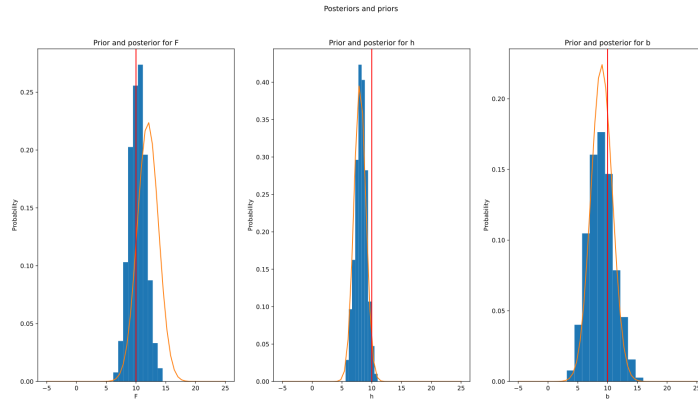 Posteriors and priors
Prior and posterior for F
Prior and posterior for h
Prior and posterior for b
Probability
0.25
0.20
0.15
0.10
0.05
0.00
-5 0 5 10 15 20 25
F
Probability
0.40
0.35
0.30
0.25
0.20
0.15
0.10
0.05
0.00
-5 0 5 10 15 20 25
h
Probability
0.20
0.15
0.10
0.05
0.00
-5 0 5 10 15 20 25
b